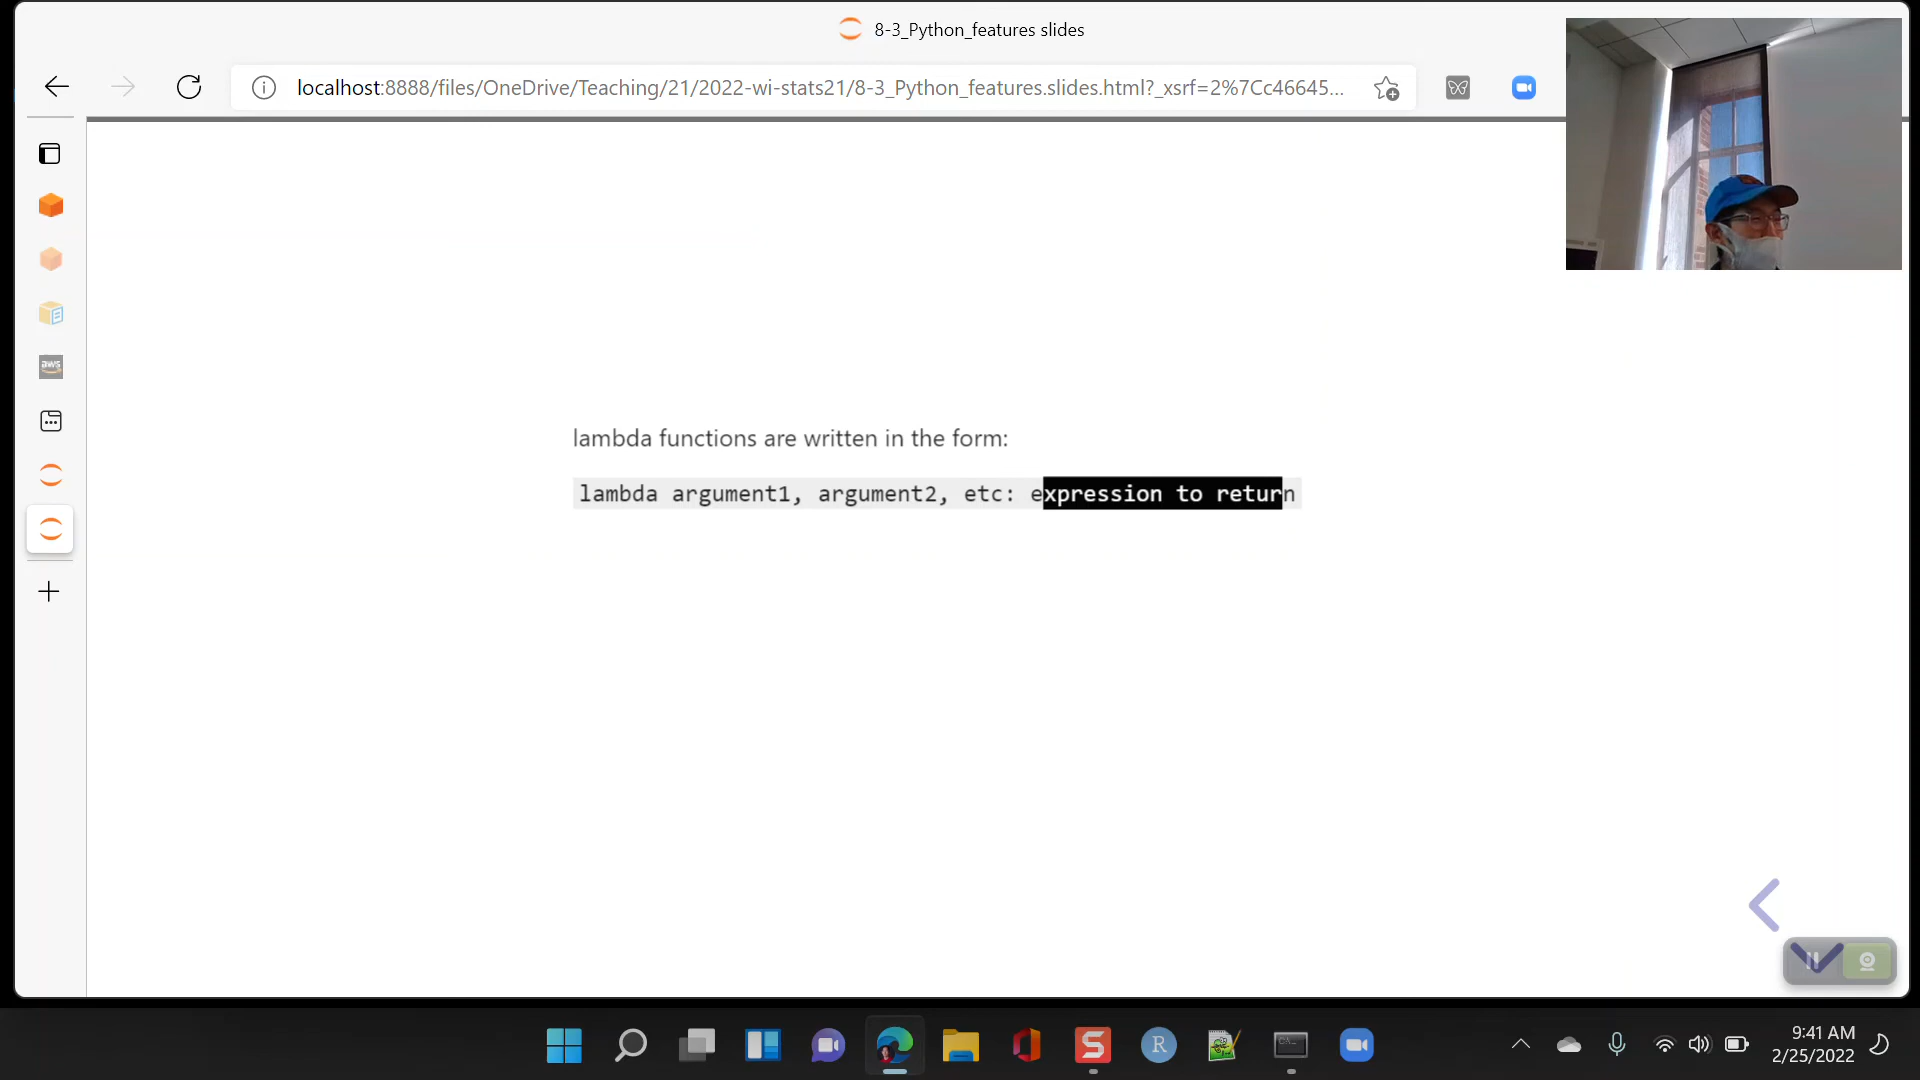 8-3_Python_features slides
localhost:8888/files/OneDrive/Teaching/21/2022-wi-stats21/8-3_Python_features.slides.html?_xsrf=2%7Cc46645...
aws
lambda functions are written in the form:
lambda argument1, argument2, etc: expression to return
S
R
9:41 AM
2/25/2022